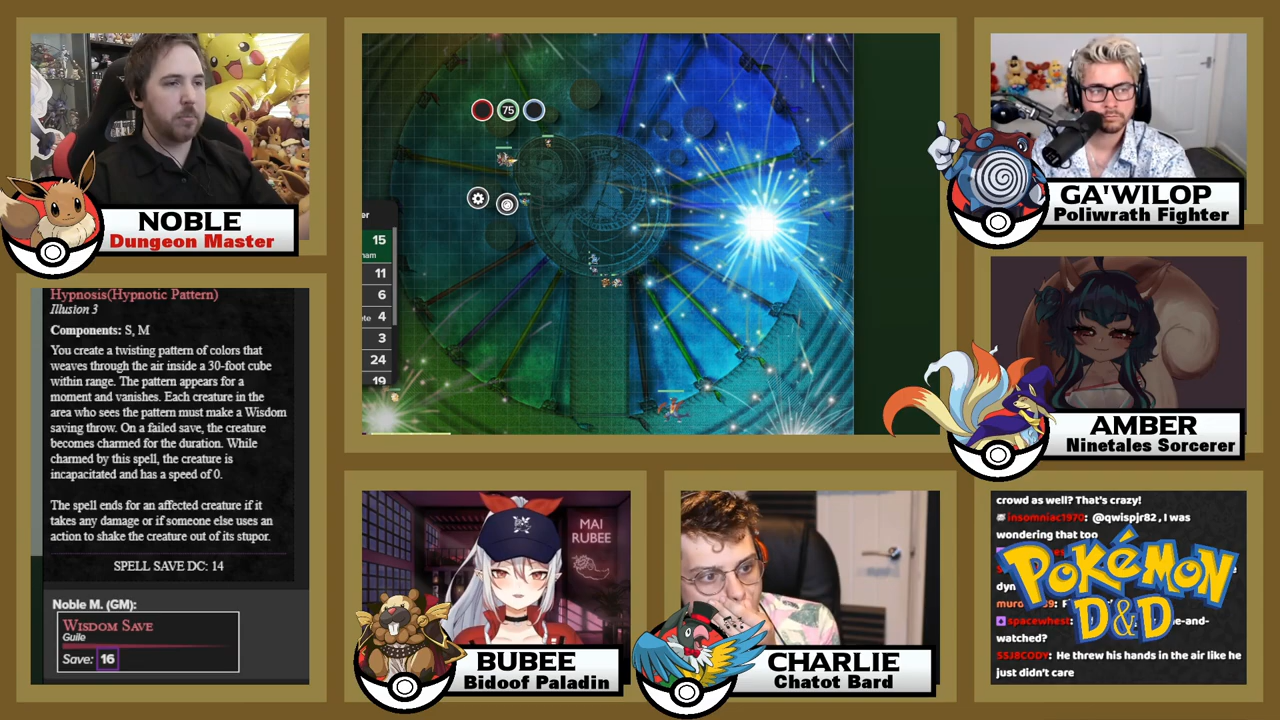 NOBLE
Dungeon Master
Hypnosis(Hypnotic Pattern)
Illusion 3
Components: S, M
You create a twisting pattern of colors that
weaves through the air inside a 30-foot cube
within range. The pattern appears for a
moment and vanishes. Each creature in the
area who sees the pattern must make a Wisdom
saving throw. On a failed save, the creature
becomes charmed for the duration. While
charmed by this spell, the creature is
incapacitated and has a speed of 0.
The spell ends for an affected creature if it
takes any damage or if someone else uses an
action to shake the creature out of its stupor.
SPELL SAVE DC: 14
Noble M. (GM):
WISDOM SAVE
Guile
Save: 16
75
er
15
ham
11
6
ete 4
3
24
19
GA'WILOP
Poliwrath Fighter
AMBER
Ninetales Sorcerer
MAI
RUBEE
BUBEE
Bidoof Paladin
CHARLIE
Chatot Bard
crowd as well? That's crazy!
insomniac1970: @qwispjr82 , I was
wondering that too
POKéMON
D&D
spacewhest:
e-and-
watched?
SSJBCODY: He threw his hands in the air like he
just didn't care